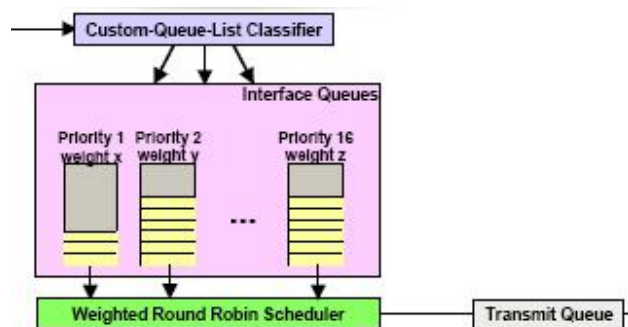 Custom-Queue-List Classifier
Interface Queues
Priority 1 Priority 2 Priority 16
weight x weight y weight z
...
Weighted Round Robin Scheduler Transmit Queue